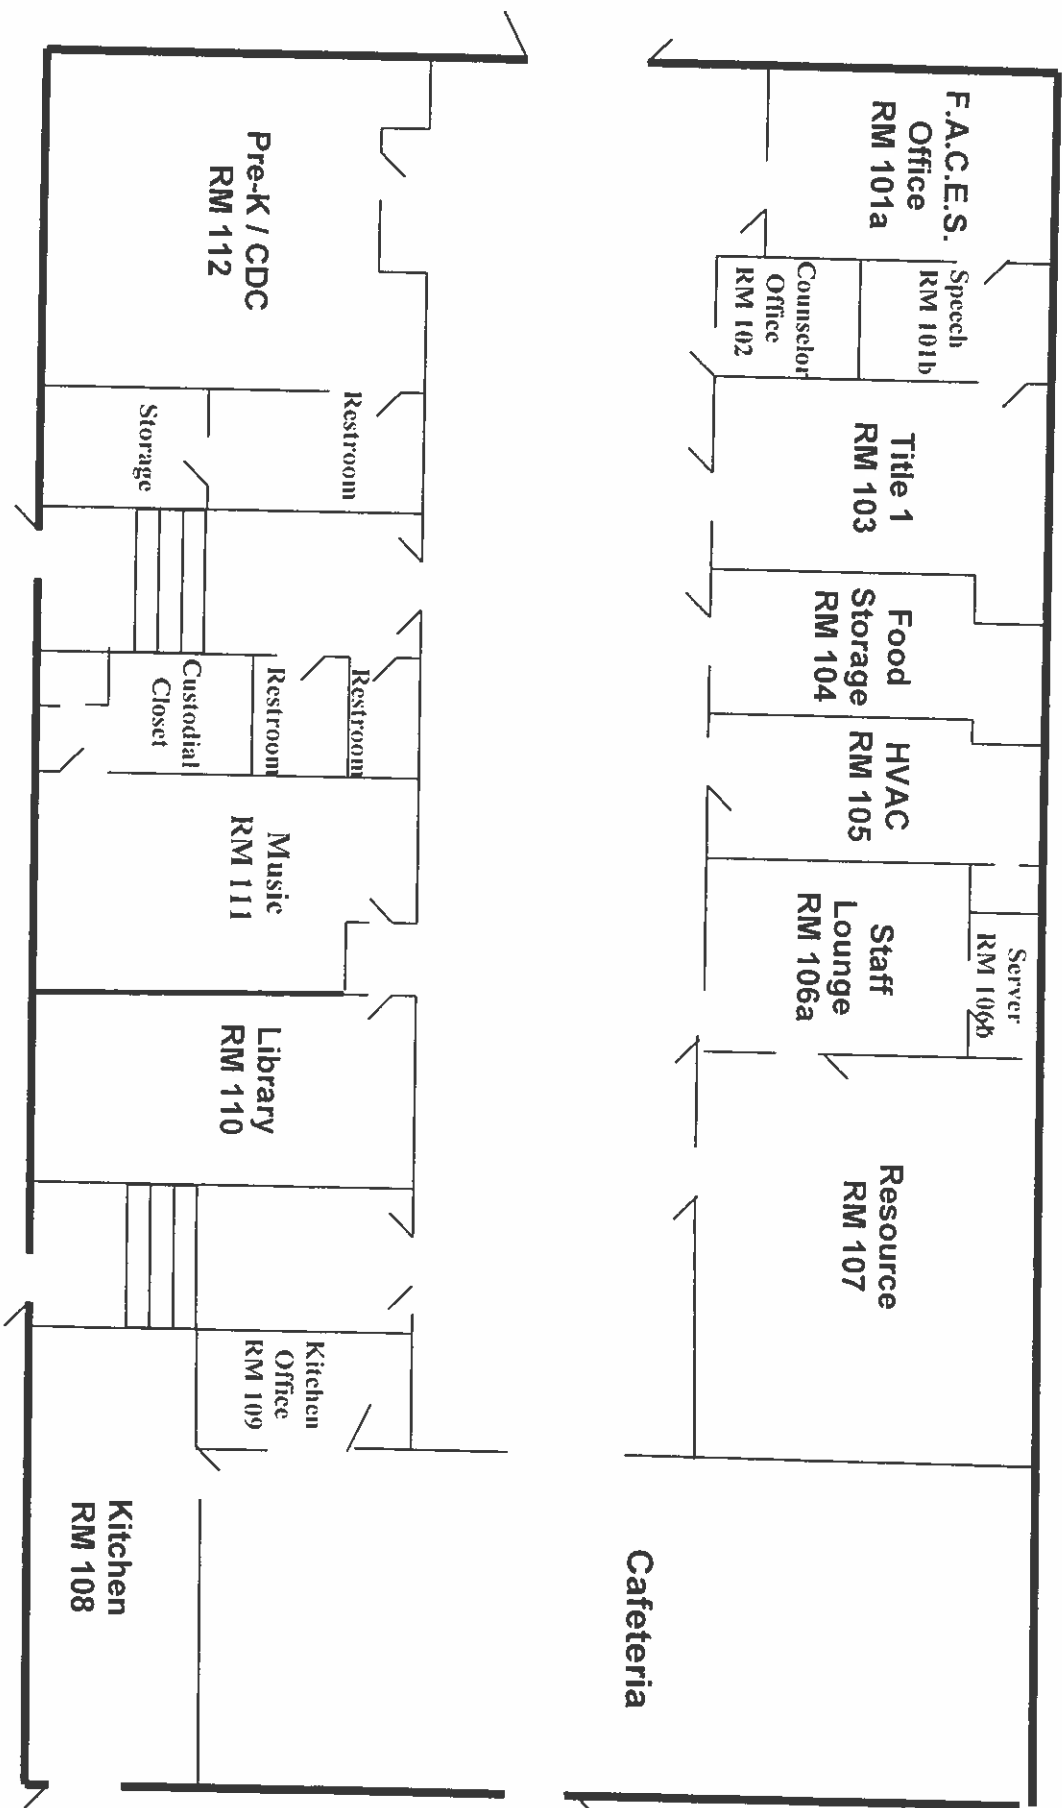 F.A.C.E.S.
Office
RM 101a
Speech
RM 101b
Counselor
Office
RM 102
Title 1
RM 103
Food
Storage
RM 104
HVAC
RM 105
Staff
Lounge
RM 106a
Server
RM 106b
Resource
RM 107
Cafeteria
Pre-K / CDC
RM 112
Restroom
Storage
Restroom
Restroom
Custodial
Closet
Music
RM 111
Library
RM 110
Kitchen
Office
RM 109
Kitchen
RM 108